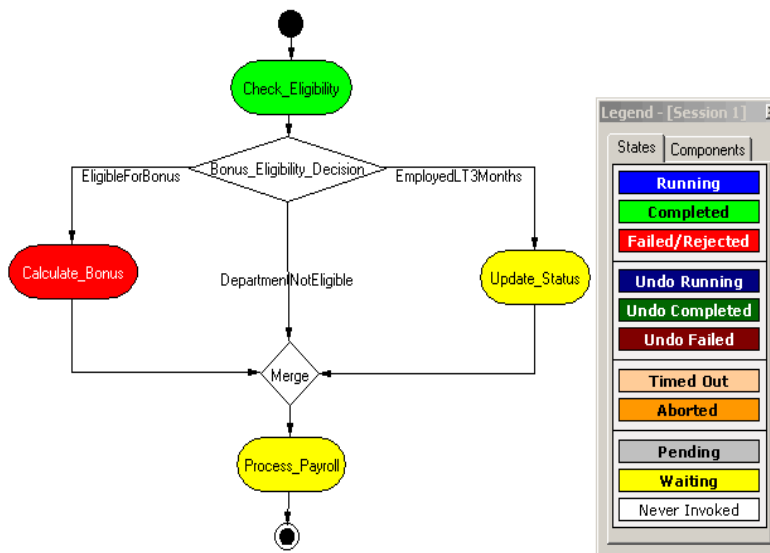 Check_Eligibility
Bonus_Eligibility_Decision
EligibleForBonus
EmployedLT3Months
Calculate_Bonus
DepartmentNotEligible
Update_Status
Merge
Process_Payroll
Legend - [Session 1]
States Components
Running
Completed
Failed/Rejected
Undo Running
Undo Completed
Undo Failed
Timed Out
Aborted
Pending
Waiting
Never Invoked